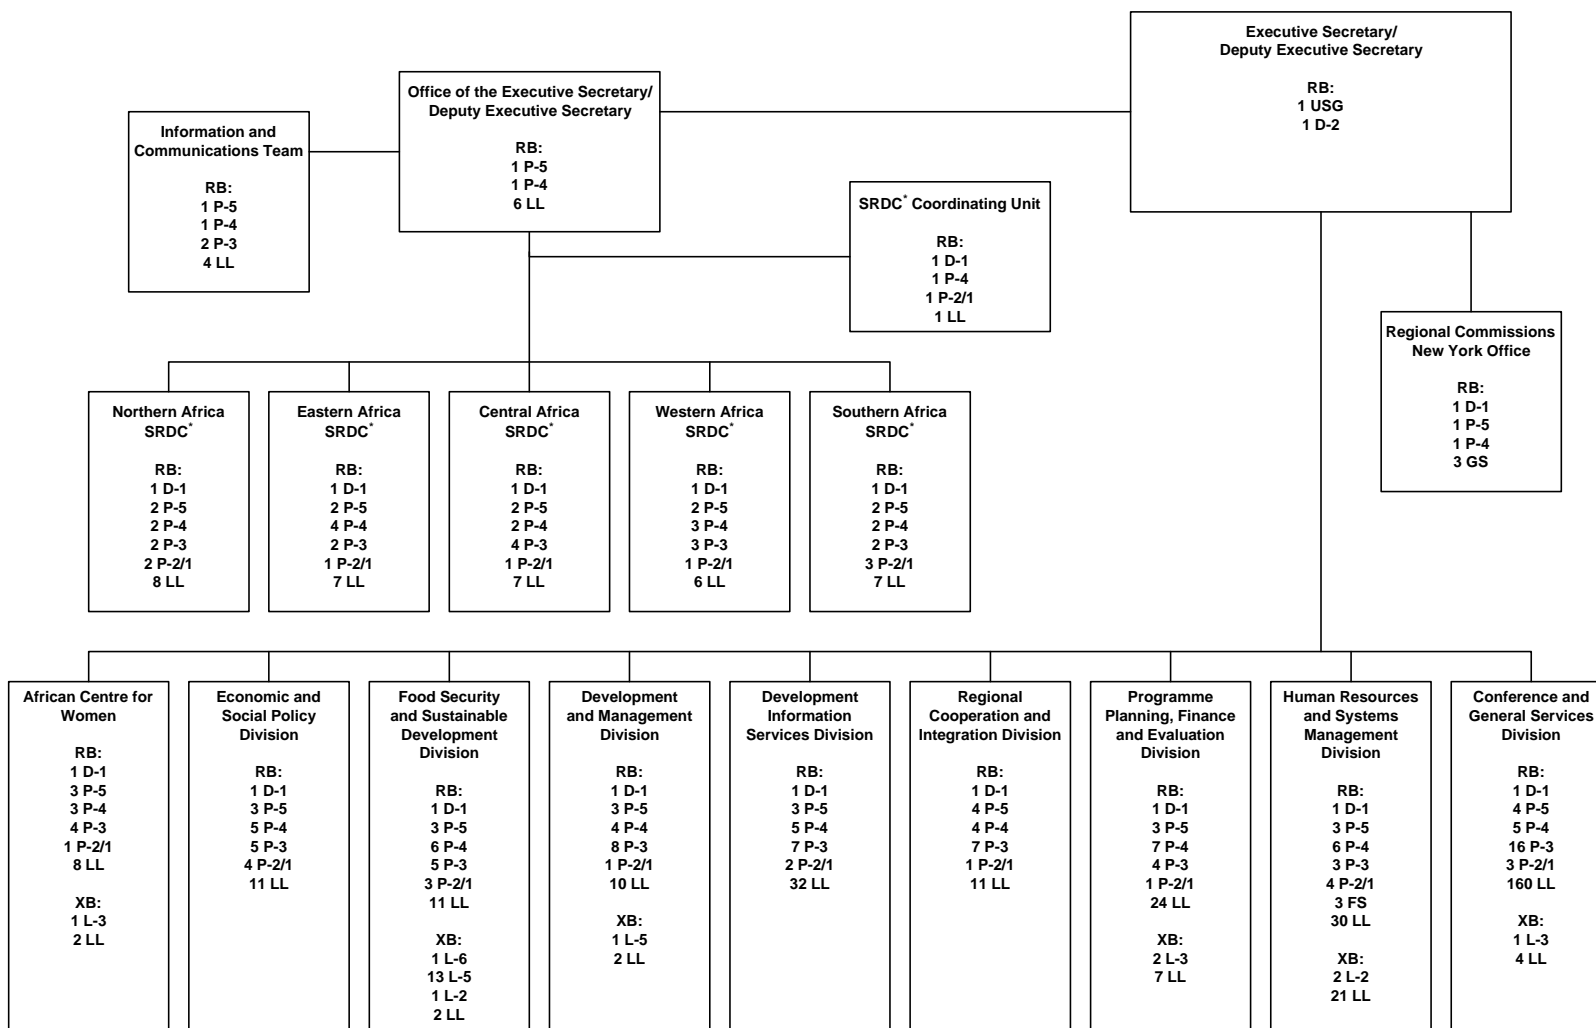 Executive Secretary/
Deputy Executive Secretary
RB:
1 USG
1 D-2
Office of the Executive Secretary/
Deputy Executive Secretary
RB:
1 P-5
1 P-4
6 LL
Information and
Communications Team
RB:
1 P-5
1 P-4
2 P-3
4 LL
SRDC* Coordinating Unit
RB:
1 D-1
1 P-4
1 P-2/1
1 LL
Regional Commissions
New York Office
RB:
1 D-1
1 P-5
1 P-4
3 GS
Northern Africa
SRDC*
RB:
1 D-1
2 P-5
2 P-4
2 P-3
2 P-2/1
8 LL
Eastern Africa
SRDC*
RB:
1 D-1
2 P-5
4 P-4
2 P-3
1 P-2/1
7 LL
Central Africa
SRDC*
RB:
1 D-1
2 P-5
2 P-4
4 P-3
1 P-2/1
7 LL
Western Africa
SRDC*
RB:
1 D-1
2 P-5
3 P-4
3 P-3
1 P-2/1
6 LL
Southern Africa
SRDC*
RB:
1 D-1
2 P-5
2 P-4
2 P-3
3 P-2/1
7 LL
African Centre for
Women
RB:
1 D-1
3 P-5
3 P-4
4 P-3
1 P-2/1
8 LL
XB:
1 L-3
2 LL
Economic and
Social Policy
Division
RB:
1 D-1
3 P-5
5 P-4
5 P-3
4 P-2/1
11 LL
Food Security
and Sustainable
Development
Division
RB:
1 D-1
3 P-5
6 P-4
5 P-3
3 P-2/1
11 LL
XB:
1 L-6
13 L-5
1 L-2
2 LL
Development
and Management
Division
RB:
1 D-1
3 P-5
4 P-4
8 P-3
1 P-2/1
10 LL
XB:
1 L-5
2 LL
Development
Information
Services Division
RB:
1 D-1
3 P-5
5 P-4
7 P-3
2 P-2/1
32 LL
Regional
Cooperation and
Integration Division
RB:
1 D-1
4 P-5
4 P-4
7 P-3
1 P-2/1
11 LL
Programme
Planning, Finance
and Evaluation
Division
RB:
1 D-1
3 P-5
7 P-4
4 P-3
1 P-2/1
24 LL
XB:
2 L-3
7 LL
Human Resources
and Systems
Management
Division
RB:
1 D-1
3 P-5
6 P-4
3 P-3
4 P-2/1
3 FS
30 LL
XB:
2 L-2
21 LL
Conference and
General Services
Division
RB:
1 D-1
4 P-5
5 P-4
16 P-3
3 P-2/1
160 LL
XB:
1 L-3
4 LL